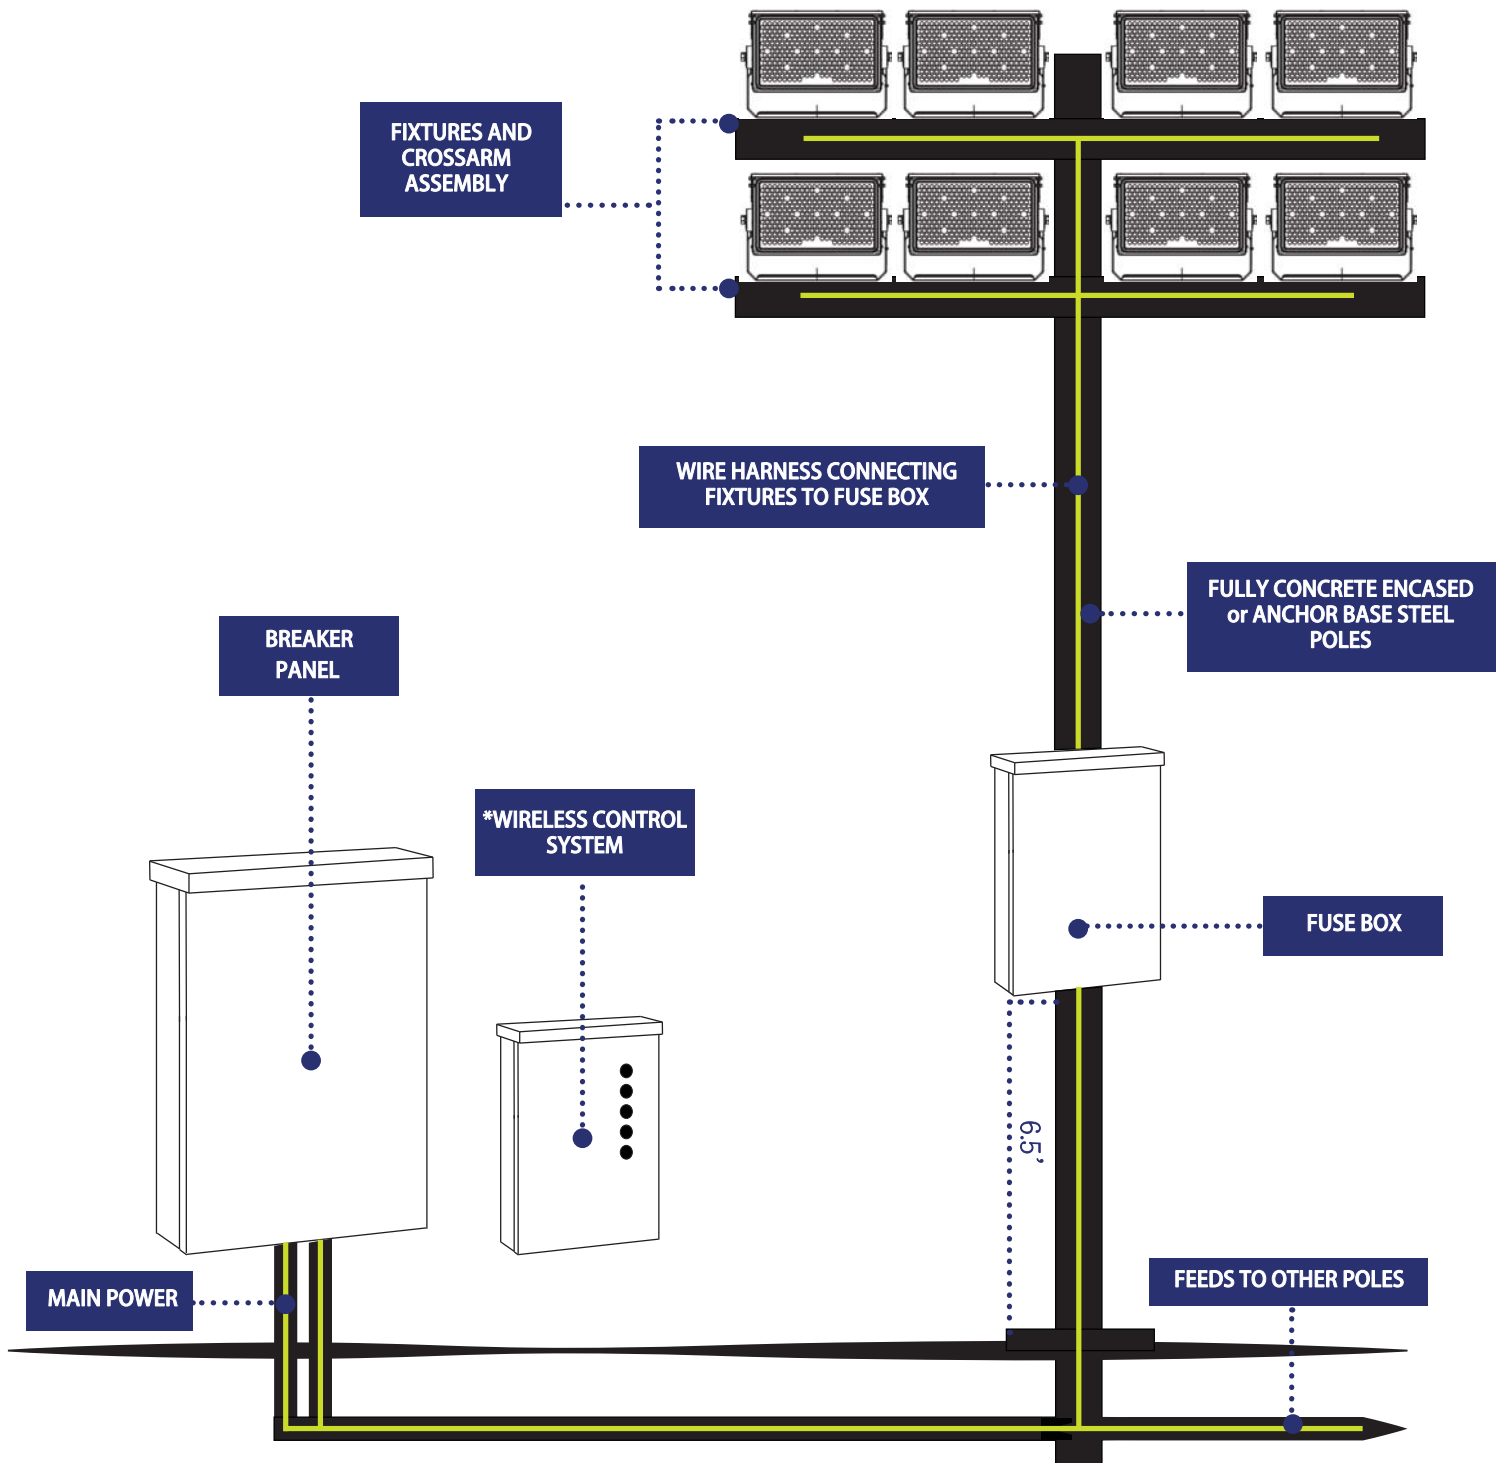 FIXTURES AND
CROSSARM
ASSEMBLY
WIRE HARNESS CONNECTING
FIXTURES TO FUSE BOX
FULLY CONCRETE ENCASED
or ANCHOR BASE STEEL
POLES
BREAKER
PANEL
*WIRELESS CONTROL
SYSTEM
FUSE BOX
6.5'
MAIN POWER
FEEDS TO OTHER POLES